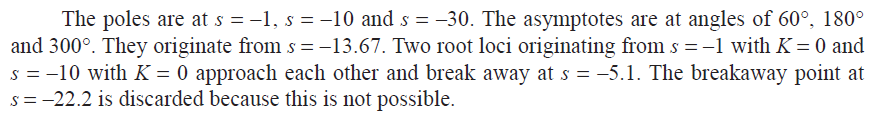 The poles are at s = –1, s = –10 and s = –30. The asymptotes are at angles of 60°, 180°
and 300°. They originate from s = –13.67. Two root loci originating from s = –1 with K = 0 and
s = –10 with K = 0 approach each other and break away at s = –5.1. The breakaway point at
s = –22.2 is discarded because this is not possible.